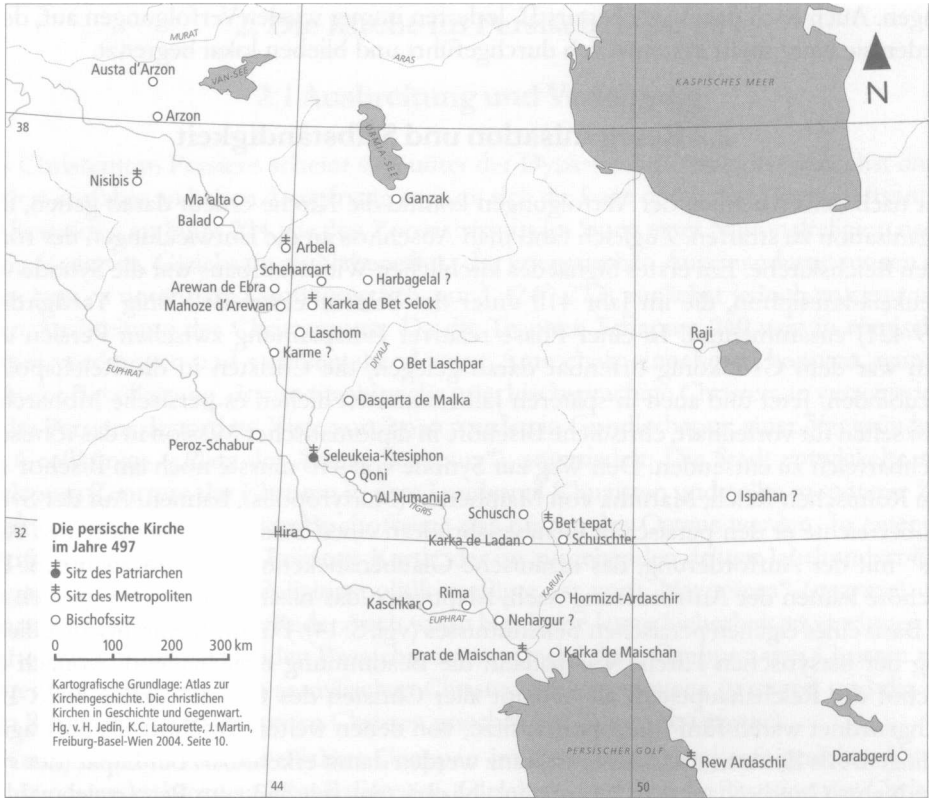 MURAT
Austa d'Arzon
VAN-SEE
ARAS
KASPISCHES MEER
N
Arzon
38
URMIA-SEE
Nisibis
Ma'alta
Ganzak
Balad
Arbela
Scheharqart
Arewan de Ebra
Tabagela!
Mahoze d'Arewan
Karka de Bet Selok
Laschom
Raji
EUPHRAT
Karme ?
DIYALA
Bet Laschpar
Dasqarta de Malka
Peroz-Schabur
Seleukeia-Ktesiphon
Qoni
Al Numanija ?
TIGRIS
Ispahan ?
Schusch
Bet Lepat
32
Hira
Karka de Ladan
Schuschter
KARUN
Rima
Hormizd-Ardaschir
Kaschkar
EUPHRAT
Nehargur ?
Prat de Maischan
Karka de Maischan
PERSISCHER GOLF
Rew Ardaschir
Darabgerd
44
50
Die persische Kirche
im Jahre 497
Sitz des Patriarchen
Sitz des Metropoliten
Bischofssitz
0 100 200 300 km
Kartografische Grundlage: Atlas zur
Kirchengeschichte. Die christlichen
Kirchen in Geschichte und Gegenwart.
Hg. v. H. Jedin, K.C. Latourette, J. Martin,
Freiburg-Basel-Wien 2004. Seite 10.